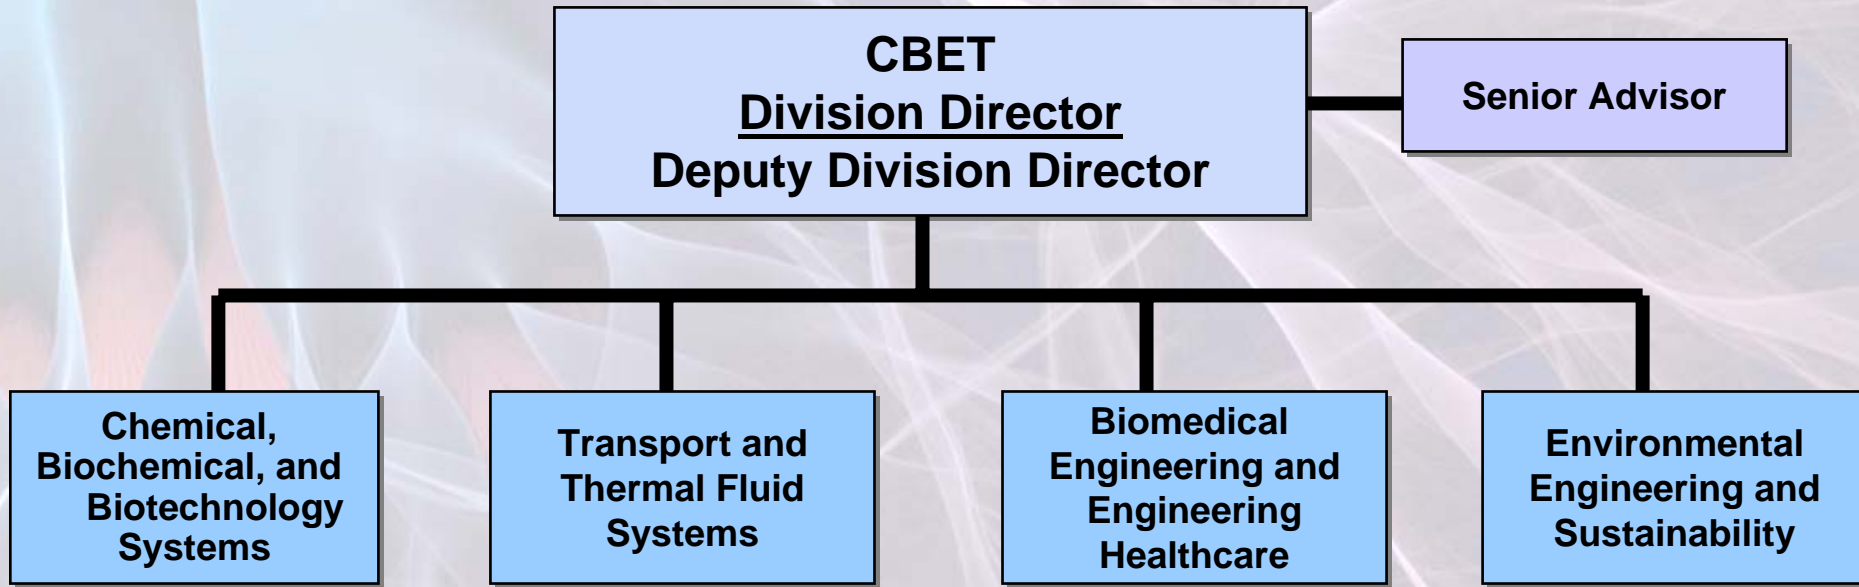 CBET
Division Director
Deputy Division Director
Senior Advisor
Chemical,
Biochemical, and
Biotechnology
Systems
Transport and
Thermal Fluid
Systems
Biomedical
Engineering and
Engineering
Healthcare
Environmental
Engineering and
Sustainability